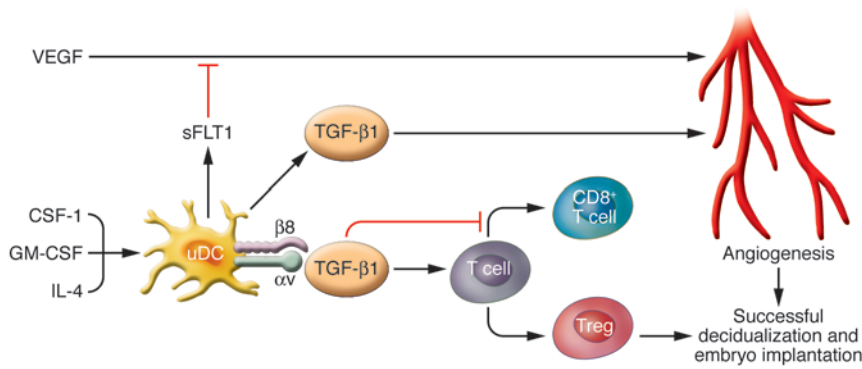 VEGF
sFLT1
TGF-β1
CSF-1
GM-CSF
IL-4
uDC
β8
αv
TGF-β1
T cell
CD8⁺
T cell
Treg
Angiogenesis
Successful
decidualization and
embryo implantation